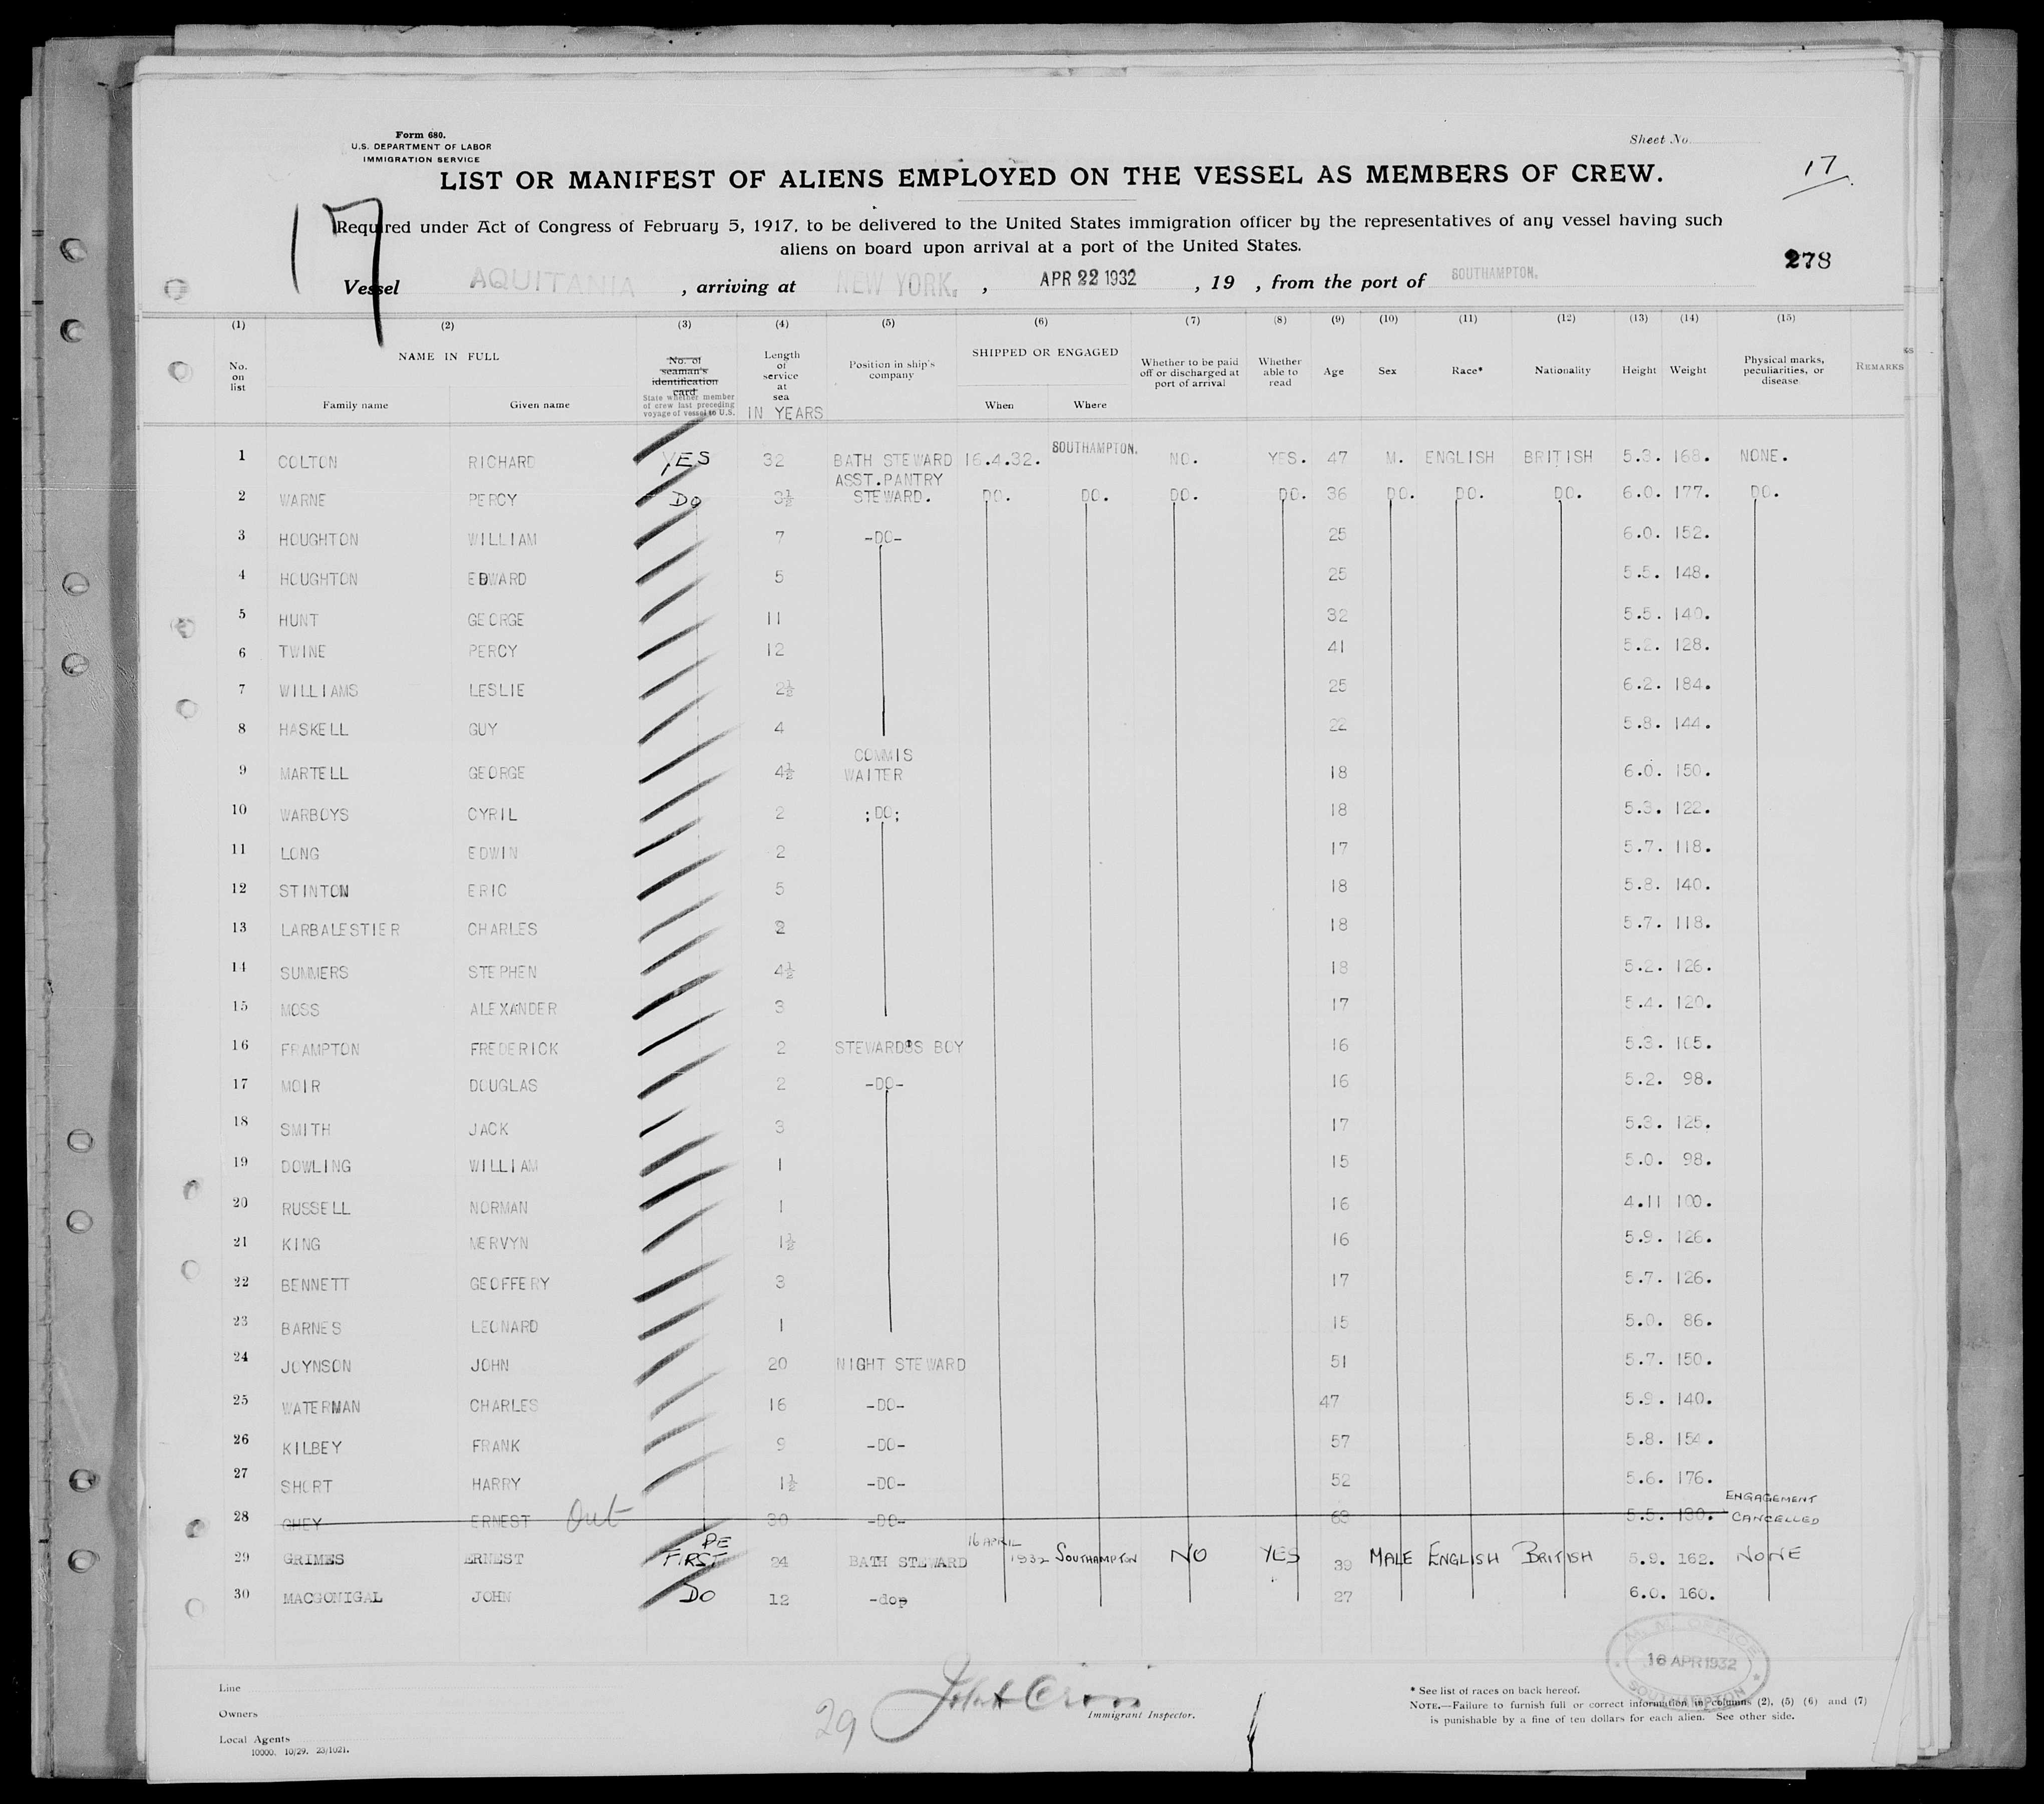 Form 680.
U.S. DEPARTMENT OF LABOR
IMMIGRATION SERVICE
Sheet No.
17
LIST OR MANIFEST OF ALIENS EMPLOYED ON THE VESSEL AS MEMBERS OF CREW.
17
Required under Act of Congress of February 5, 1917, to be delivered to the United States immigration officer by the representatives of any vessel having such
aliens on board upon arrival at a port of the United States.
278
Vessel AQUITANIA , arriving at NEW YORK. , APR 22 1932 , 19 , from the port of SOUTHAMPTON.
(1) (2) (3) (4) (5) (6) (7) (8) (9) (10) (11) (12) (13) (14) (15)
No. on list NAME IN FULL Family name Given name No. of seaman's identification card State whether member of crew last preceding voyage of vessel to U.S. Length of service at sea IN YEARS Position in ship's company SHIPPED OR ENGAGED When Where Whether to be paid off or discharged at port of arrival Whether able to read Age Sex Race* Nationality Height Weight Physical marks, peculiarities, or disease REMARKS
1 COLTON RICHARD YES 32 BATH STEWARD 16.4.32. SOUTHAMPTON. NO. YES. 47 M. ENGLISH BRITISH 5.3. 168. NONE.
2 WARNE PERCY DO 3½ ASST.PANTRY STEWARD. DO. DO. DO. DO. 36 DO. DO. DO. 6.0. 177. DO.
3 HOUGHTON WILLIAM 7 -DO- 25 6.0. 152.
4 HOUGHTON EDWARD 5 25 5.5. 148.
5 HUNT GEORGE 11 32 5.5. 140.
6 TWINE PERCY 12 41 5.2. 128.
7 WILLIAMS LESLIE 2½ 25 6.2. 184.
8 HASKELL GUY 4 22 5.8. 144.
9 MARTELL GEORGE 4½ COMMIS WAITER 18 6.0. 150.
10 WARBOYS CYRIL 2 ;DO; 18 5.3. 122.
11 LONG EDWIN 2 17 5.7. 118.
12 STINTON ERIC 5 18 5.8. 140.
13 LARBALESTIER CHARLES 2 18 5.7. 118.
14 SUMMERS STEPHEN 4½ 18 5.2. 126.
15 MOSS ALEXANDER 3 17 5.4. 120.
16 FRAMPTON FREDERICK 2 STEWARD'S BOY 16 5.3. 105.
17 MOIR DOUGLAS 2 -DO- 16 5.2. 98.
18 SMITH JACK 3 17 5.3. 125.
19 DOWLING WILLIAM 1 15 5.0. 98.
20 RUSSELL NORMAN 1 16 4.11 100.
21 KING MERVYN 1½ 16 5.9. 126.
22 BENNETT GEOFFERY 3 17 5.7. 126.
23 BARNES LEONARD 1 15 5.0. 86.
24 JOYNSON JOHN 20 NIGHT STEWARD 51 5.7. 150.
25 WATERMAN CHARLES 16 -DO- 47 5.9. 140.
26 KILBEY FRANK 9 -DO- 57 5.8. 154.
27 SHORT HARRY 1½ -DO- 52 5.6. 176.
28 GHEY ERNEST Out 30 -DO- 63 5.5. 180. ENGAGEMENT CANCELLED
29 GRIMES ERNEST RE FIRST 24 BATH STEWARD 16 APRIL 1932 SOUTHAMPTON NO YES 39 MALE ENGLISH BRITISH 5.9. 162. NONE
30 MACGONIGAL JOHN DO 12 -dop 27 6.0. 160.
16 APR 1932
SOUTHAMPTON
Line
Owners
Local Agents
10000. 10/29. 23/1021.
29
Immigrant Inspector.
* See list of races on back hereof.
NOTE.—Failure to furnish full or correct information in columns (2), (5) (6) and (7)
is punishable by a fine of ten dollars for each alien. See other side.